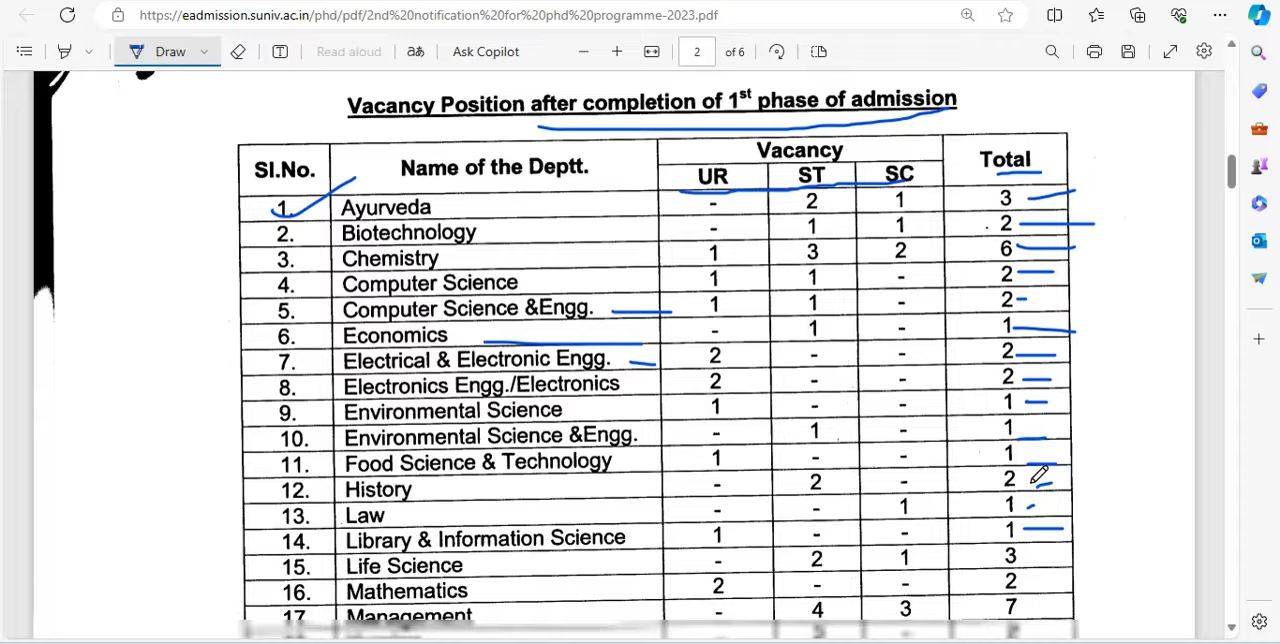 https://eadmission.suniv.ac.in/phd/pdf/2nd%20notification%20for%20phd%20programme-2023.pdf
Draw Read aloud aあ Ask Copilot 2 of 6
Vacancy Position after completion of 1st phase of admission
Sl.No. Name of the Deptt. Vacancy Total
UR ST SC
1. Ayurveda - 2 1 3
2. Biotechnology - 1 1 2
3. Chemistry 1 3 2 6
4. Computer Science 1 1 - 2
5. Computer Science &Engg. 1 1 - 2
6. Economics - 1 - 1
7. Electrical & Electronic Engg. 2 - - 2
8. Electronics Engg./Electronics 2 - - 2
9. Environmental Science 1 - - 1
10. Environmental Science &Engg. - 1 - 1
11. Food Science & Technology 1 - - 1
12. History - 2 - 2
13. Law - - 1 1
14. Library & Information Science 1 - - 1
15. Life Science - 2 1 3
16. Mathematics 2 - - 2
17. Management - 4 3 7